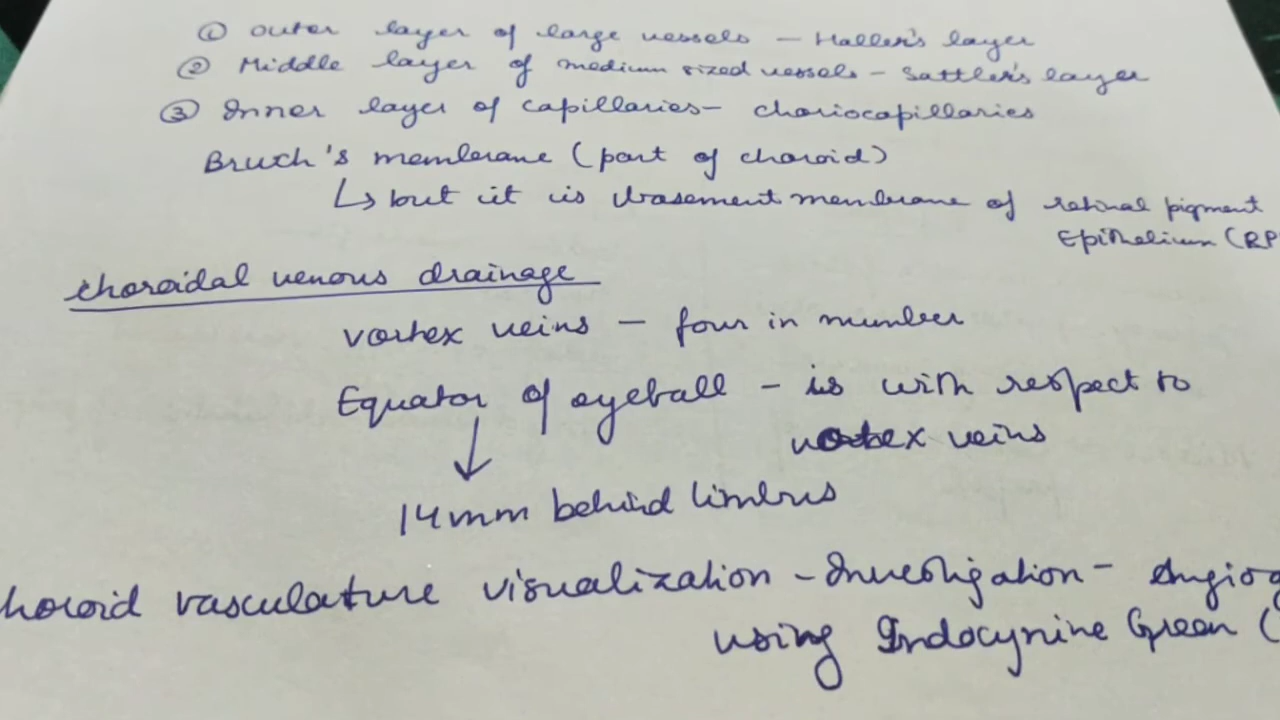 ① Outer layer of large vessels — Haller's layer
② Middle layer of medium sized vessels - Sattler's layer
③ Inner layer of capillaries- choriocapillaries
Bruch's membrane (part of choroid)
↳ but it is basement membrane of retinal pigment
Epithelium (RP
choroidal venous drainage
vortex veins — four in number
Equator of eyeball - is with respect to
vortex veins
↓
14mm behind limbus
horoid vasculature visualization - Investigation - Angiog
using Indocynine Green (